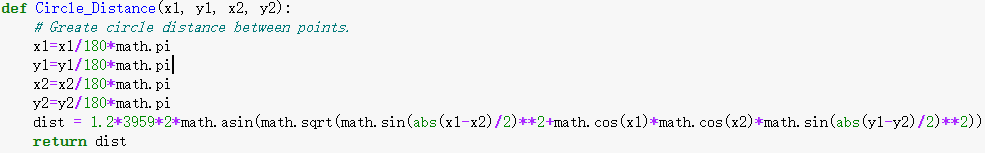 def Circle_Distance(x1, y1, x2, y2):
    # Greate circle distance between points.
    x1=x1/180*math.pi
    y1=y1/180*math.pi
    x2=x2/180*math.pi
    y2=y2/180*math.pi
    dist = 1.2*3959*2*math.asin(math.sqrt(math.sin(abs(x1-x2)/2)**2+math.cos(x1)*math.cos(x2)*math.sin(abs(y1-y2)/2)**2))
    return dist